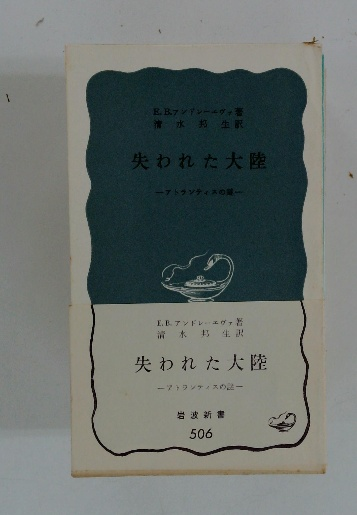 E.B.アンドレーエヴァ著
清水邦生訳
失われた大陸
—アトランティスの謎—
E.B.アンドレーエヴァ著
清水邦生訳
失われた大陸
—アトランティスの謎—
岩波新書
506